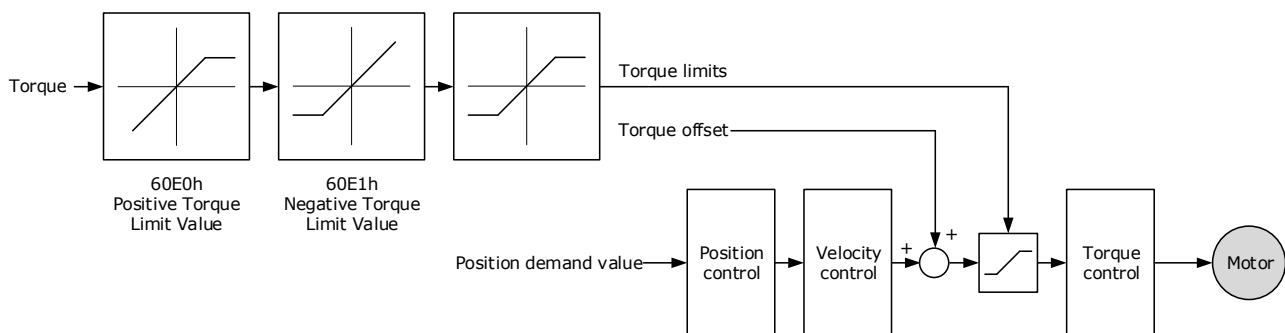 Torque
60E0h
Positive Torque
Limit Value
60E1h
Negative Torque
Limit Value
Torque limits
Torque offset
Position demand value
Position
control
Velocity
control
+
+
Torque
control
Motor